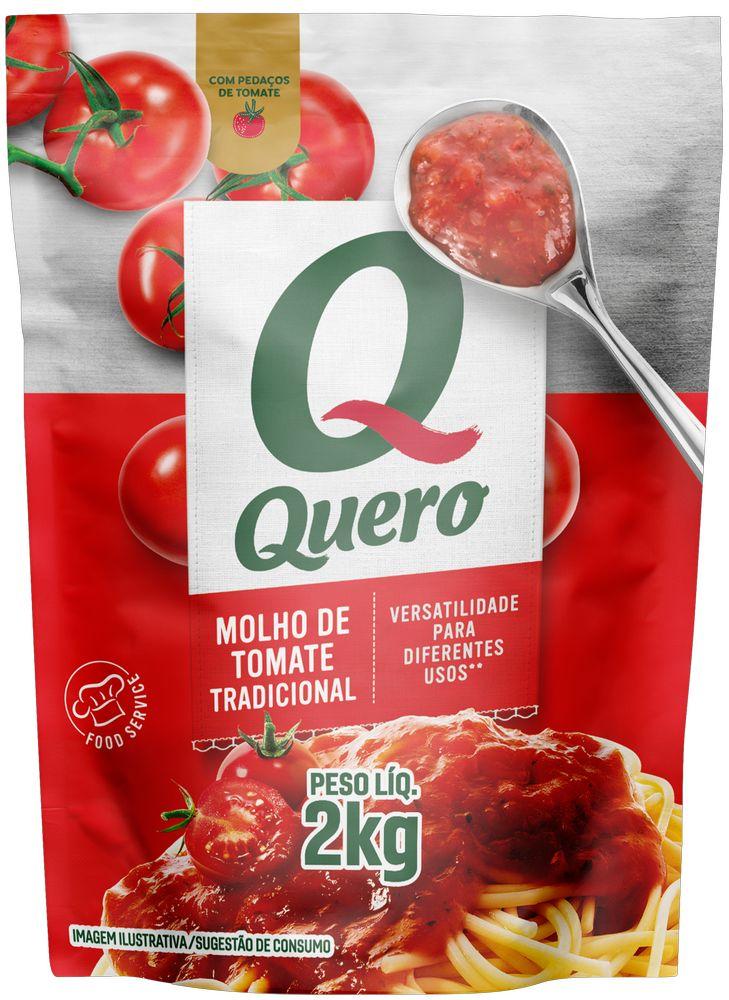 COM PEDAÇOS
DE TOMATE
Q
Quero
MOLHO DE
TOMATE
TRADICIONAL
VERSATILIDADE
PARA
DIFERENTES
USOS**
FOOD SERVICE
PESO LÍQ.
2kg
IMAGEM ILUSTRATIVA/SUGESTÃO DE CONSUMO